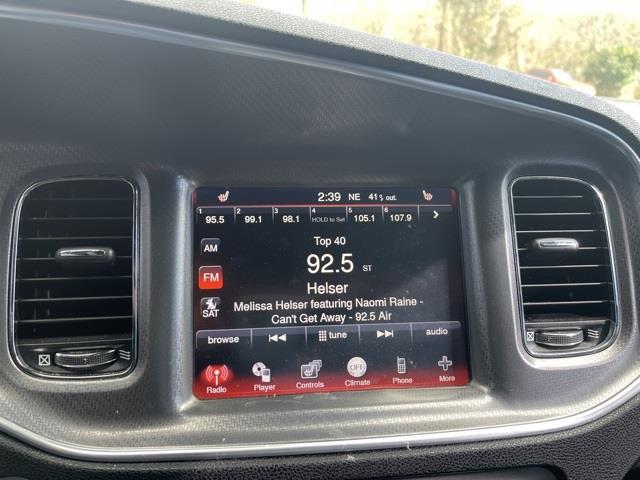 2:39 NE 41° out.
1 2 3 4 5 6
95.5 99.1 98.1 HOLD to Set 105.1 107.9
Top 40
AM
92.5 ST
FM
Helser
Melissa Helser featuring Naomi Raine -
SAT
Can't Get Away - 92.5 Air
browse tune audio
OFF
Radio Player Controls Climate Phone More